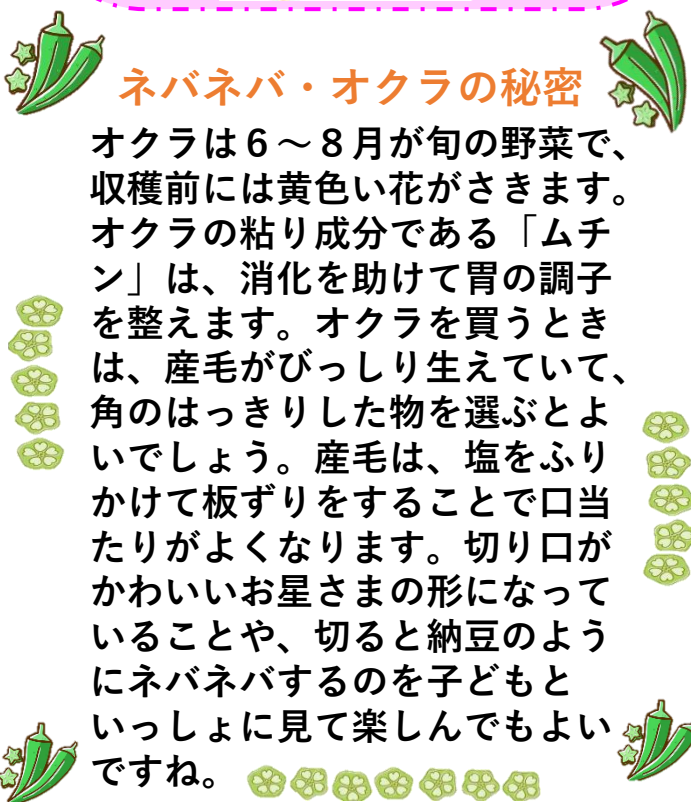 ネバネバ・オクラの秘密
オクラは６～８月が旬の野菜で、
収穫前には黄色い花がさきます。
オクラの粘り成分である「ムチ
ン」は、消化を助けて胃の調子
を整えます。オクラを買うとき
は、産毛がびっしり生えていて、
角のはっきりした物を選ぶとよ
いでしょう。産毛は、塩をふり
かけて板ずりをすることで口当
たりがよくなります。切り口が
かわいいお星さまの形になって
いることや、切ると納豆のよう
にネバネバするのを子どもと
いっしょに見て楽しんでもよい
ですね。